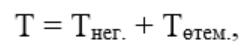 T = Tнег. + Tөтем.,